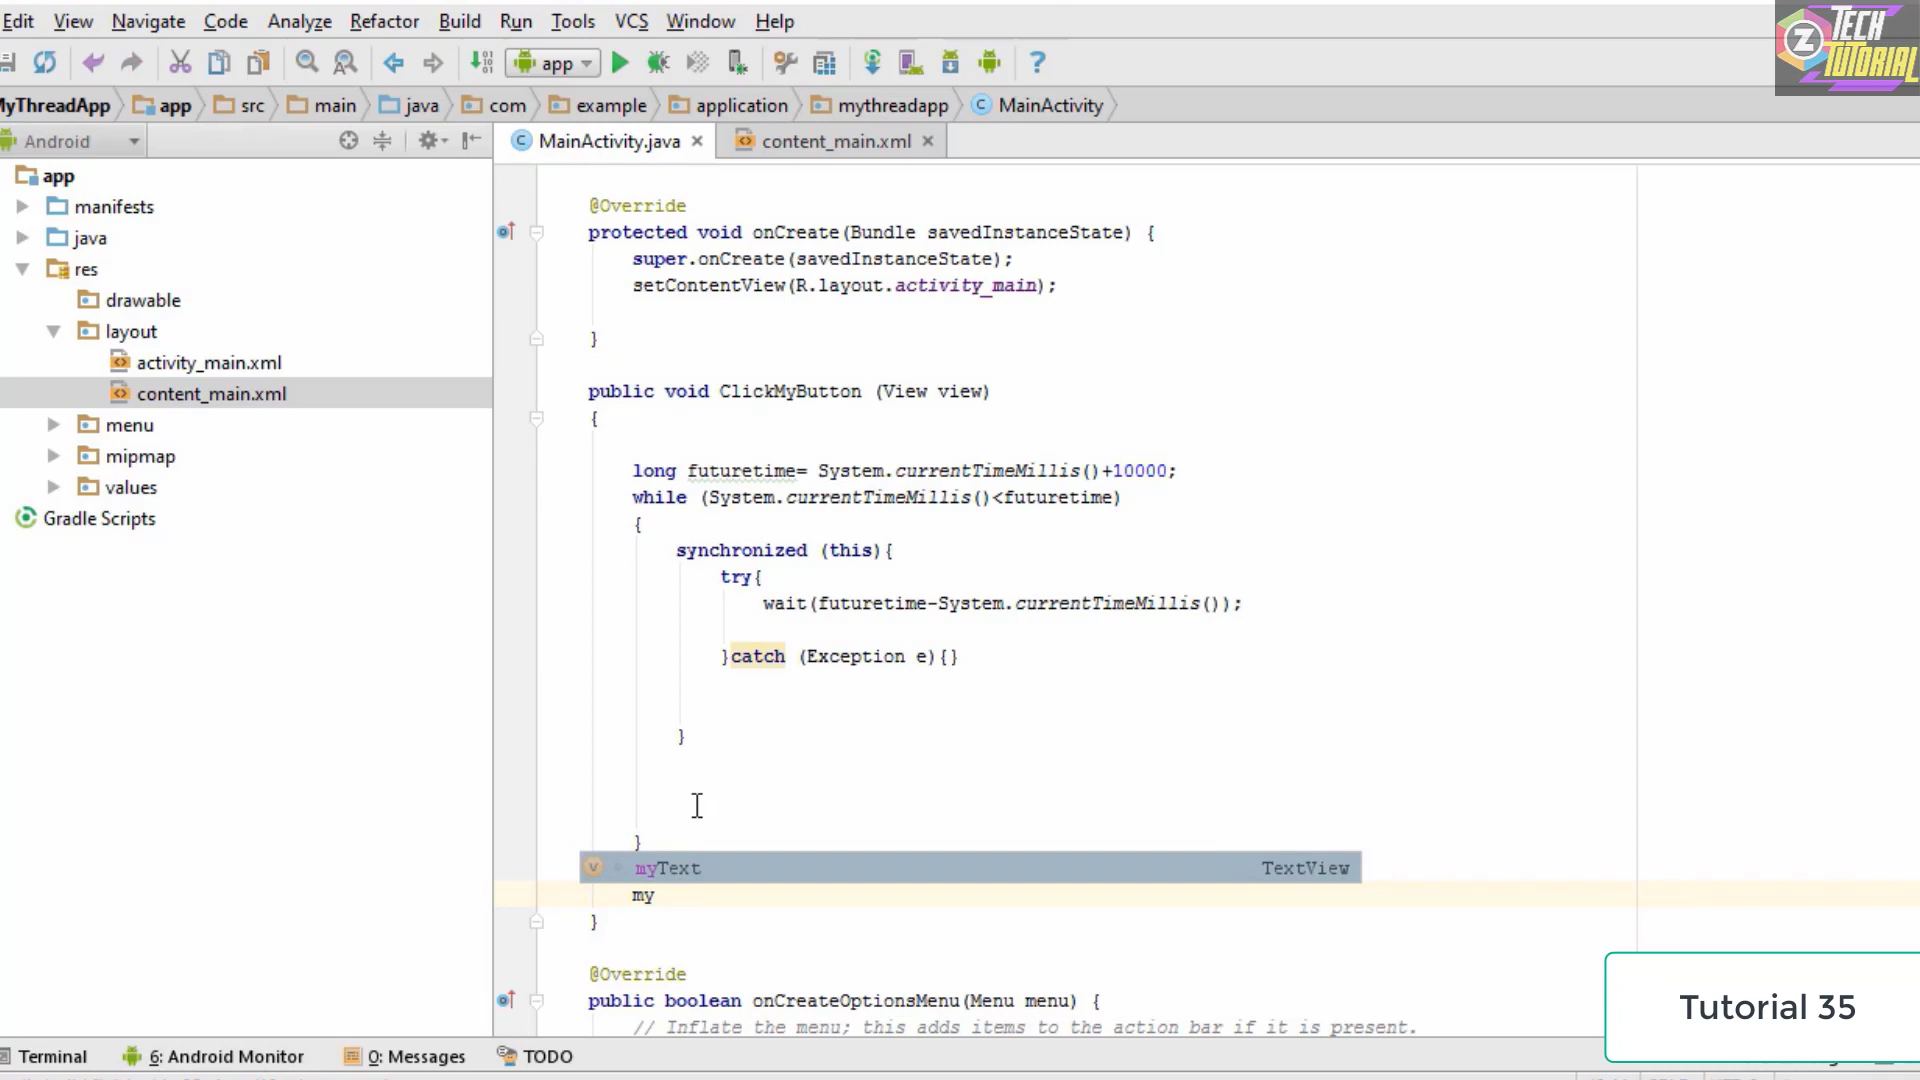 Edit View Navigate Code Analyze Refactor Build Run Tools VCS Window Help
Z TECH TUTORIAL
app
MyThreadApp app src main java com example application mythreadapp MainActivity
Android
MainActivity.java content_main.xml
app
manifests
java
res
drawable
layout
activity_main.xml
content_main.xml
menu
mipmap
values
Gradle Scripts
@Override
protected void onCreate(Bundle savedInstanceState) {
super.onCreate(savedInstanceState);
setContentView(R.layout.activity_main);
}
public void ClickMyButton (View view)
{
long futuretime= System.currentTimeMillis()+10000;
while (System.currentTimeMillis()<futuretime)
{
synchronized (this){
try{
wait(futuretime-System.currentTimeMillis());
}catch (Exception e){}
}
}
myText TextView
my
}
@Override
public boolean onCreateOptionsMenu(Menu menu) {
// Inflate the menu; this adds items to the action bar if it is present.
Tutorial 35
Terminal 6: Android Monitor 0: Messages TODO